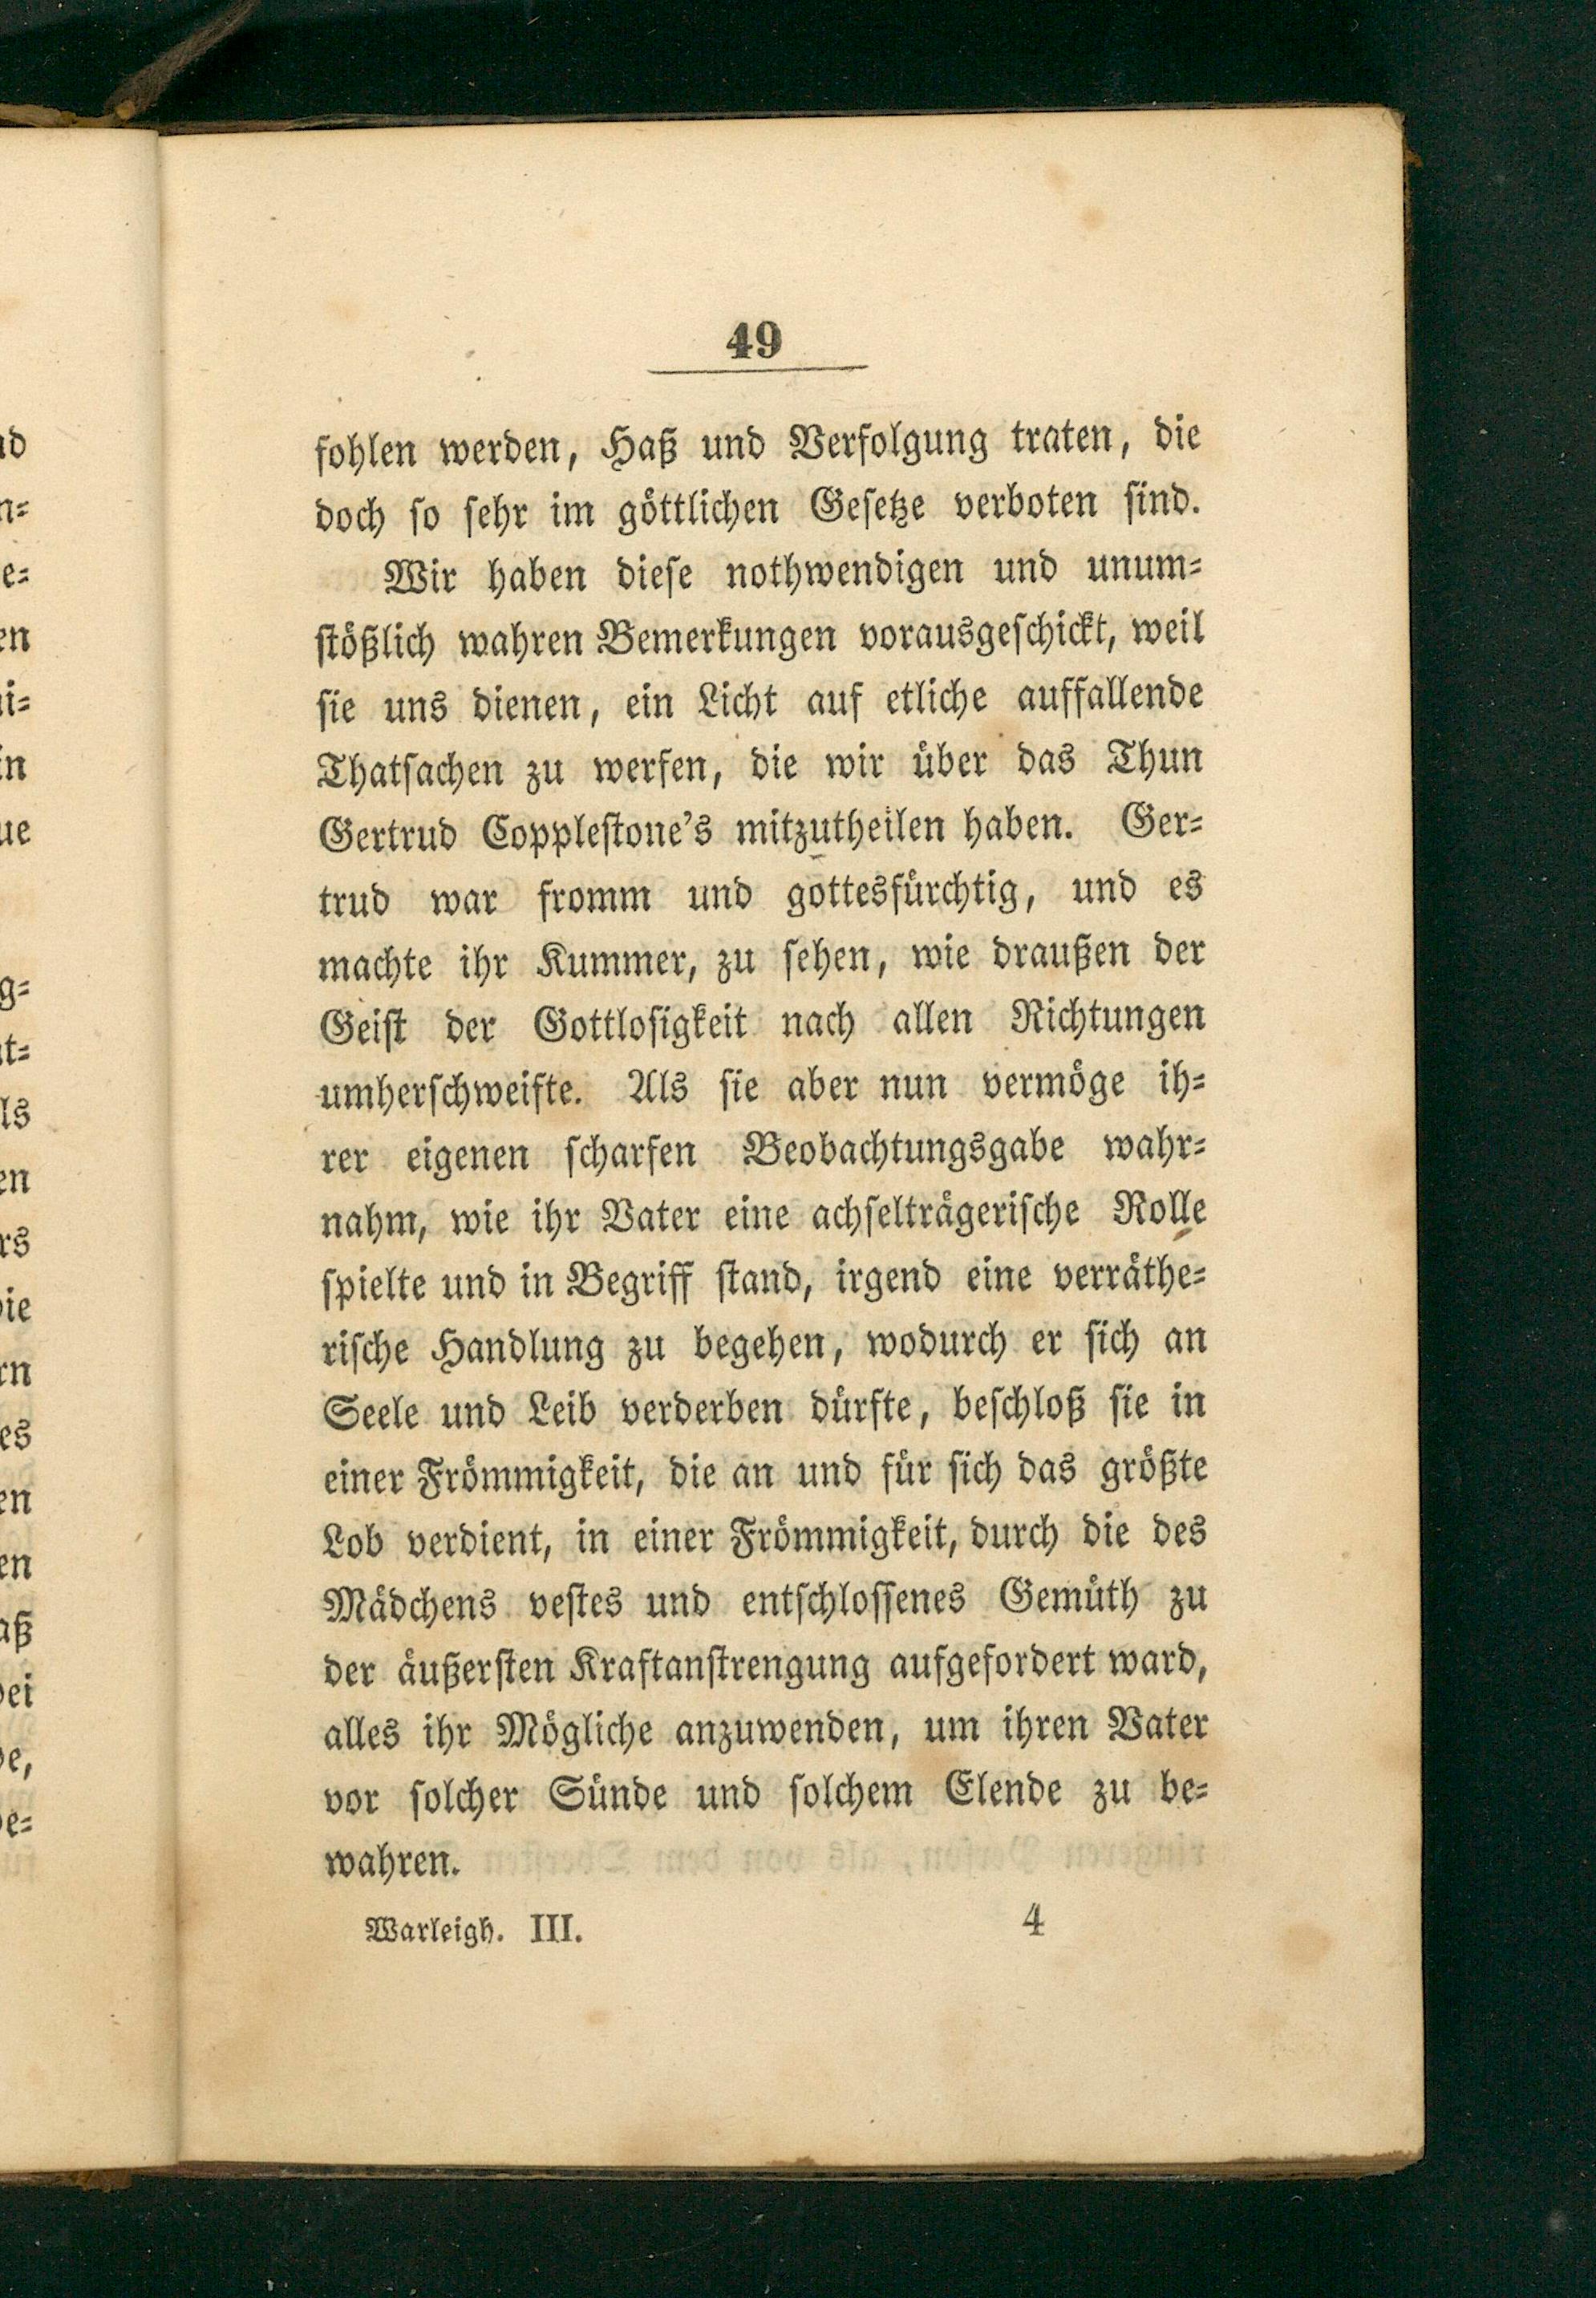 49
fohlen werden, Haß und Verfolgung traten, die
doch so sehr im göttlichen Gesetze verboten sind.
Wir haben diese nothwendigen und unum=
stößlich wahren Bemerkungen vorausgeschickt, weil
sie uns dienen, ein Licht auf etliche auffallende
Thatsachen zu werfen, die wir über das Thun
Gertrud Copplestone's mitzutheilen haben. Ger=
trud war fromm und gottesfürchtig, und es
machte ihr Kummer, zu sehen, wie draußen der
Geist der Gottlosigkeit nach allen Richtungen
umherschweifte. Als sie aber nun vermöge ih=
rer eigenen scharfen Beobachtungsgabe wahr=
nahm, wie ihr Vater eine achselträgerische Rolle
spielte und in Begriff stand, irgend eine verräthe=
rische Handlung zu begehen, wodurch er sich an
Seele und Leib verderben dürfte, beschloß sie in
einer Frömmigkeit, die an und für sich das größte
Lob verdient, in einer Frömmigkeit, durch die des
Mädchens vestes und entschlossenes Gemüth zu
der äußersten Kraftanstrengung aufgefordert ward,
alles ihr Mögliche anzuwenden, um ihren Vater
vor solcher Sünde und solchem Elende zu be=
wahren.
Warleigh. III. 4